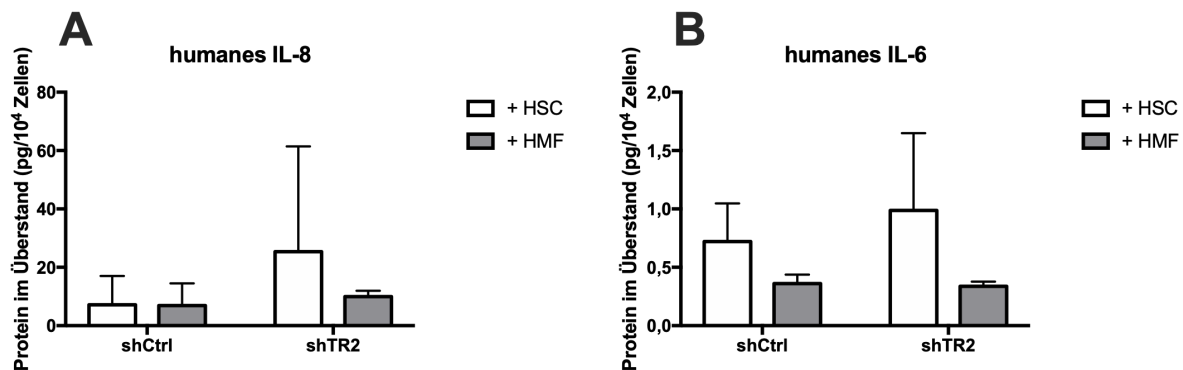 A
humanes IL-8
Protein im Überstand (pg/10⁴ Zellen)
80
60
40
20
0
shCtrl
shTR2
+ HSC
+ HMF
B
humanes IL-6
Protein im Überstand (pg/10⁴ Zellen)
2,0
1,5
1,0
0,5
0,0
shCtrl
shTR2
+ HSC
+ HMF